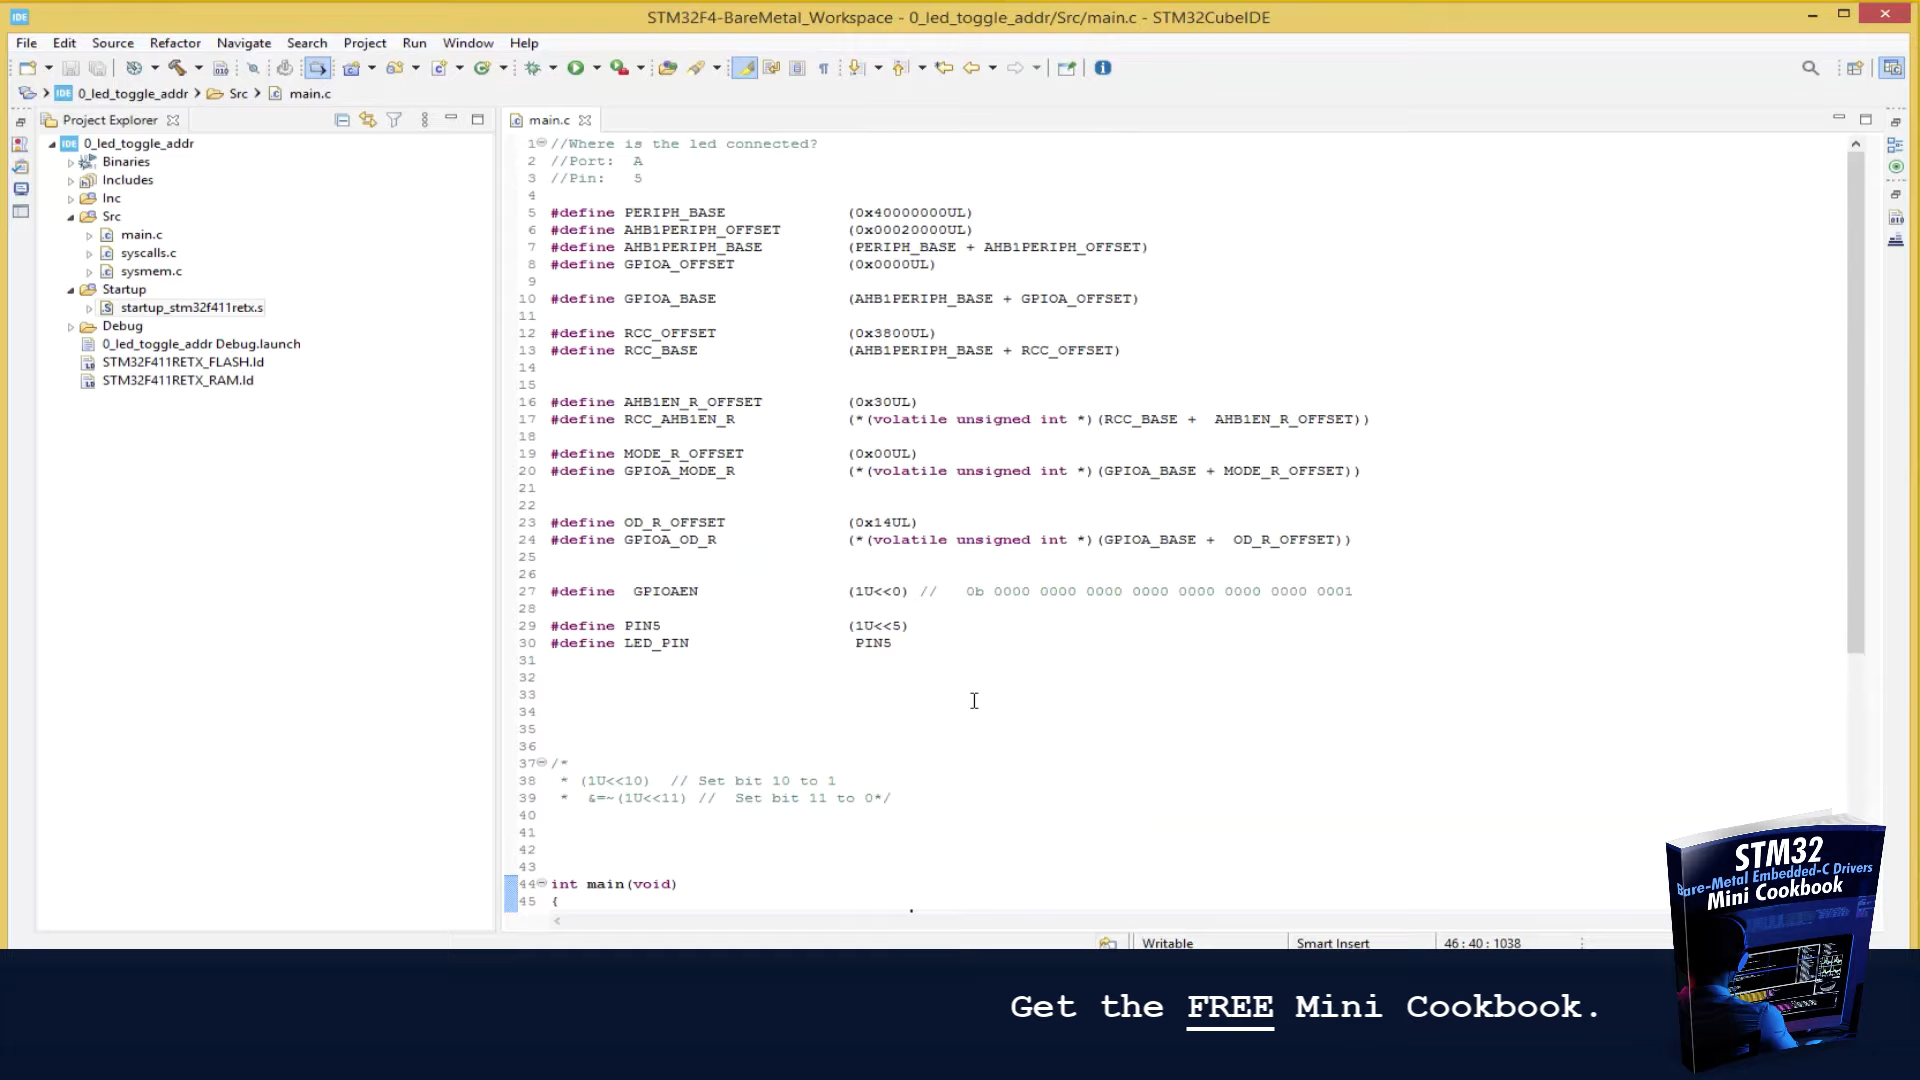 IDE
STM32F4-BareMetal_Workspace - 0_led_toggle_addr/Src/main.c - STM32CubeIDE
File Edit Source Refactor Navigate Search Project Run Window Help
IDE 0_led_toggle_addr Src main.c
Project Explorer
IDE 0_led_toggle_addr
Binaries
Includes
Inc
Src
main.c
syscalls.c
sysmem.c
Startup
startup_stm32f411retx.s
Debug
0_led_toggle_addr Debug.launch
STM32F411RETX_FLASH.ld
STM32F411RETX_RAM.ld
main.c
1 //Where is the led connected?
2 //Port: A
3 //Pin: 5
4
5 #define PERIPH_BASE (0x40000000UL)
6 #define AHB1PERIPH_OFFSET (0x00020000UL)
7 #define AHB1PERIPH_BASE (PERIPH_BASE + AHB1PERIPH_OFFSET)
8 #define GPIOA_OFFSET (0x0000UL)
9
10 #define GPIOA_BASE (AHB1PERIPH_BASE + GPIOA_OFFSET)
11
12 #define RCC_OFFSET (0x3800UL)
13 #define RCC_BASE (AHB1PERIPH_BASE + RCC_OFFSET)
14
15
16 #define AHB1EN_R_OFFSET (0x30UL)
17 #define RCC_AHB1EN_R (*(volatile unsigned int *)(RCC_BASE + AHB1EN_R_OFFSET))
18
19 #define MODE_R_OFFSET (0x00UL)
20 #define GPIOA_MODE_R (*(volatile unsigned int *)(GPIOA_BASE + MODE_R_OFFSET))
21
22
23 #define OD_R_OFFSET (0x14UL)
24 #define GPIOA_OD_R (*(volatile unsigned int *)(GPIOA_BASE + OD_R_OFFSET))
25
26
27 #define GPIOAEN (1U<<0) // 0b 0000 0000 0000 0000 0000 0000 0000 0001
28
29 #define PIN5 (1U<<5)
30 #define LED_PIN PIN5
31
32
33
34
35
36
37 /*
38 * (1U<<10) // Set bit 10 to 1
39 * &=~(1U<<11) // Set bit 11 to 0*/
40
41
42
43
44 int main(void)
45 {
Writable Smart Insert 46 : 40 : 1038
STM32
Bare-Metal Embedded-C Drivers
Mini Cookbook
Get the FREE Mini Cookbook.